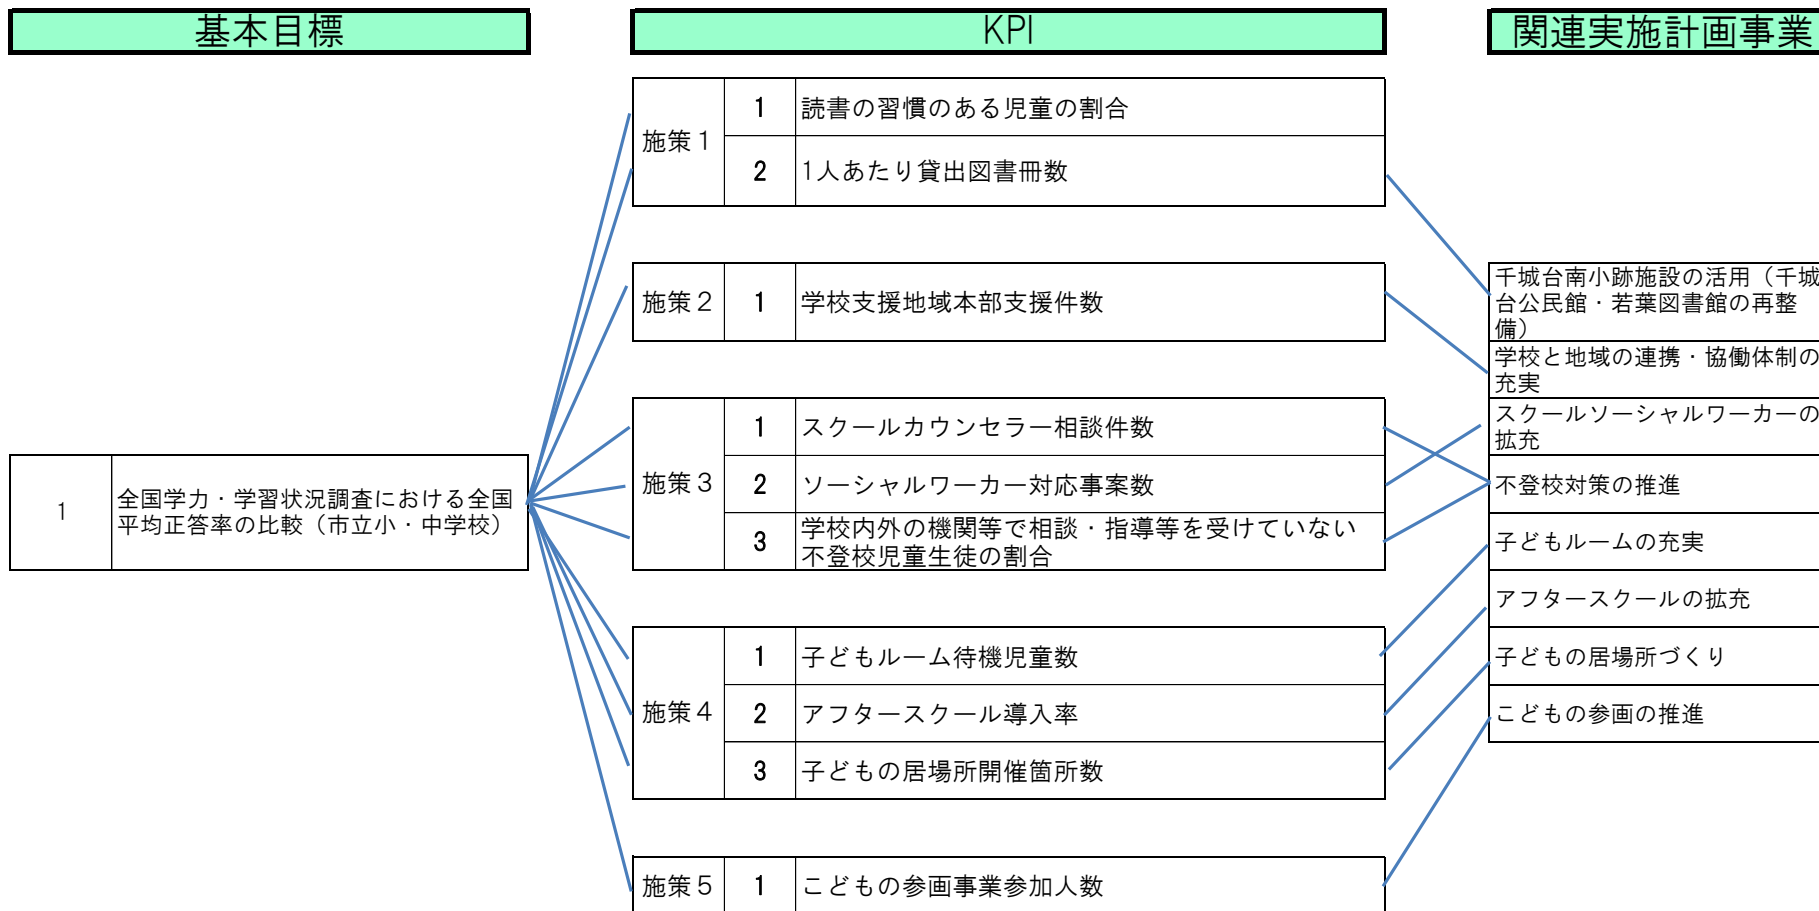 基本目標
KPI
関連実施計画事業
施策１
1
読書の習慣のある児童の割合
2
1人あたり貸出図書冊数
施策２
1
学校支援地域本部支援件数
施策３
1
スクールカウンセラー相談件数
2
ソーシャルワーカー対応事案数
3
学校内外の機関等で相談・指導等を受けていない
不登校児童生徒の割合
1
全国学力・学習状況調査における全国
平均正答率の比較（市立小・中学校）
施策４
1
子どもルーム待機児童数
2
アフタースクール導入率
3
子どもの居場所開催箇所数
施策５
1
こどもの参画事業参加人数
千城台南小跡施設の活用（千城
台公民館・若葉図書館の再整
備）
学校と地域の連携・協働体制の
充実
スクールソーシャルワーカーの
拡充
不登校対策の推進
子どもルームの充実
アフタースクールの拡充
子どもの居場所づくり
こどもの参画の推進